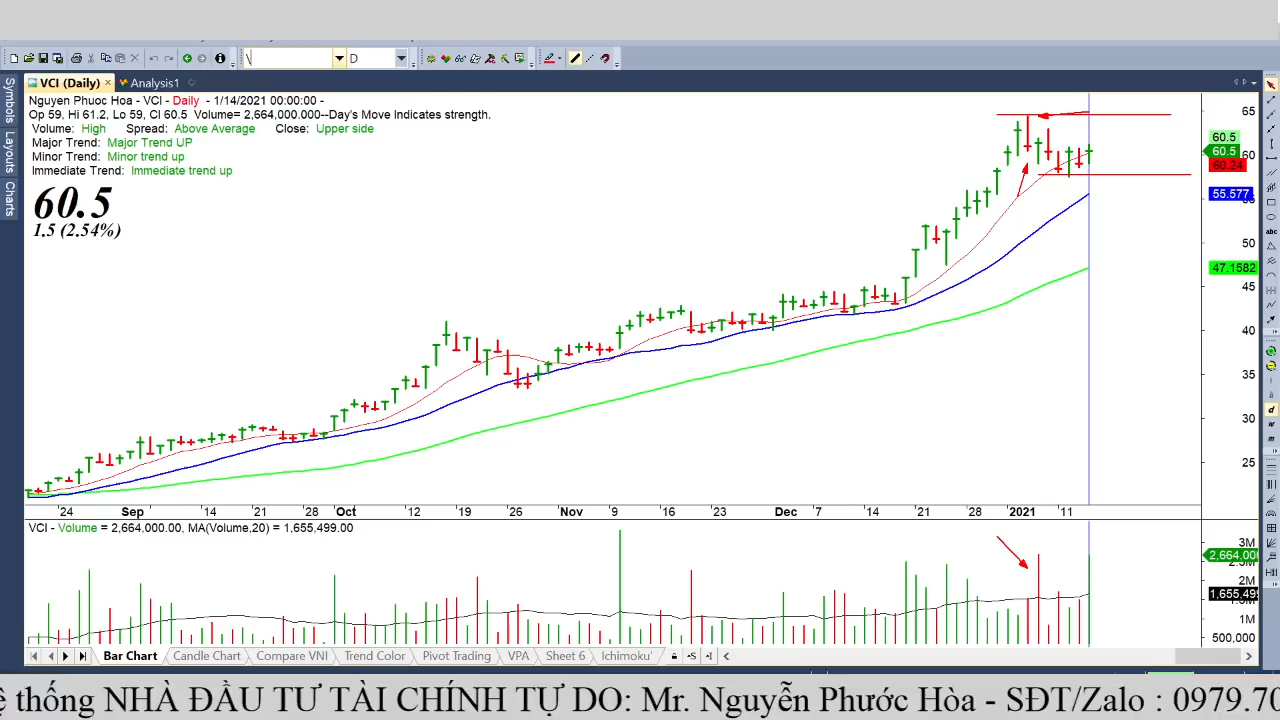 \
D
VCI (Daily)
Analysis1
Symbols
Layouts
Charts
Nguyen Phuoc Hoa - VCI - Daily - 1/14/2021 00:00:00 -
Op 59, Hi 61.2, Lo 59, Cl 60.5 Volume= 2,664,000.000--Day's Move Indicates strength.
Volume: High Spread: Above Average Close: Upper side
Major Trend: Major Trend UP
Minor Trend: Minor trend up
Immediate Trend: Immediate trend up
60.5
1.5 (2.54%)
65
60.5
60.5
60
60.24
55.577
55
50
47.1582
45
40
35
30
25
24 Sep 14 21 28 Oct 12 19 26 Nov 9 16 23 Dec 7 14 21 28 2021 11
VCI - Volume = 2,664,000.00, MA(Volume,20) = 1,655,499.00
3M
2,664,000
2.5M
2M
1,655,499
1.5M
1M
500,000
Bar Chart Candle Chart Compare VNI Trend Color Pivot Trading VPA Sheet 6 Ichimoku'
abc
d
w
m
ệ thống NHÀ ĐẦU TƯ TÀI CHÍNH TỰ DO: Mr. Nguyễn Phước Hòa - SĐT/Zalo : 0979.70